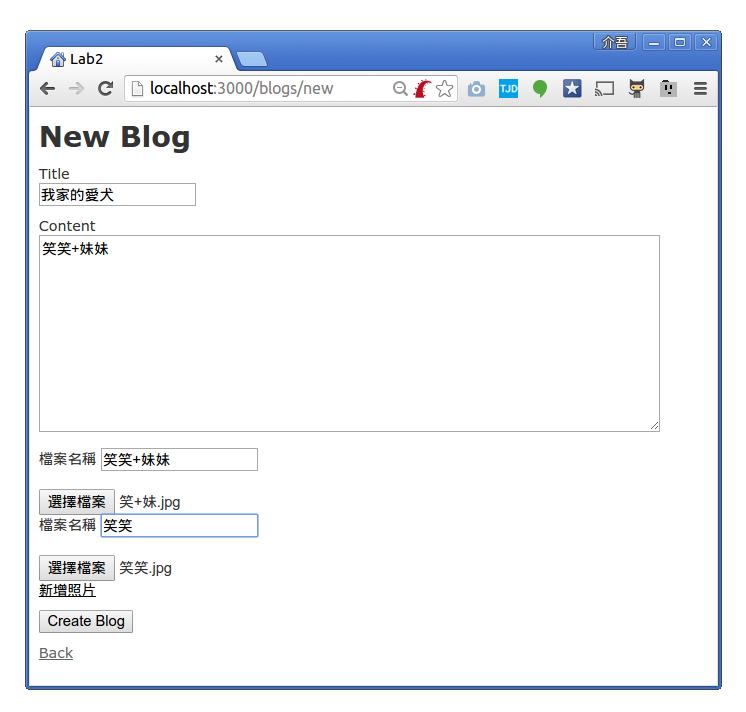 介吾
Lab2
localhost:3000/blogs/new
TJD
New Blog
Title
我家的愛犬
Content
笑笑+妹妹
檔案名稱 笑笑+妹妹
選擇檔案 笑+妹.jpg
檔案名稱 笑笑
選擇檔案 笑笑.jpg
新增照片
Create Blog
Back